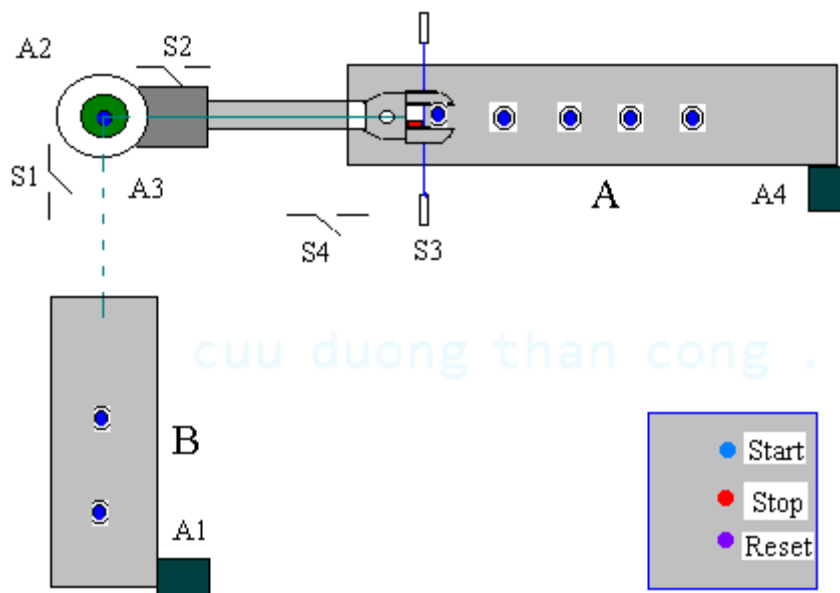 A2
S2
S1
A3
S4
S3
A
A4
cuu duong than cong .
B
A1
Start
Stop
Reset